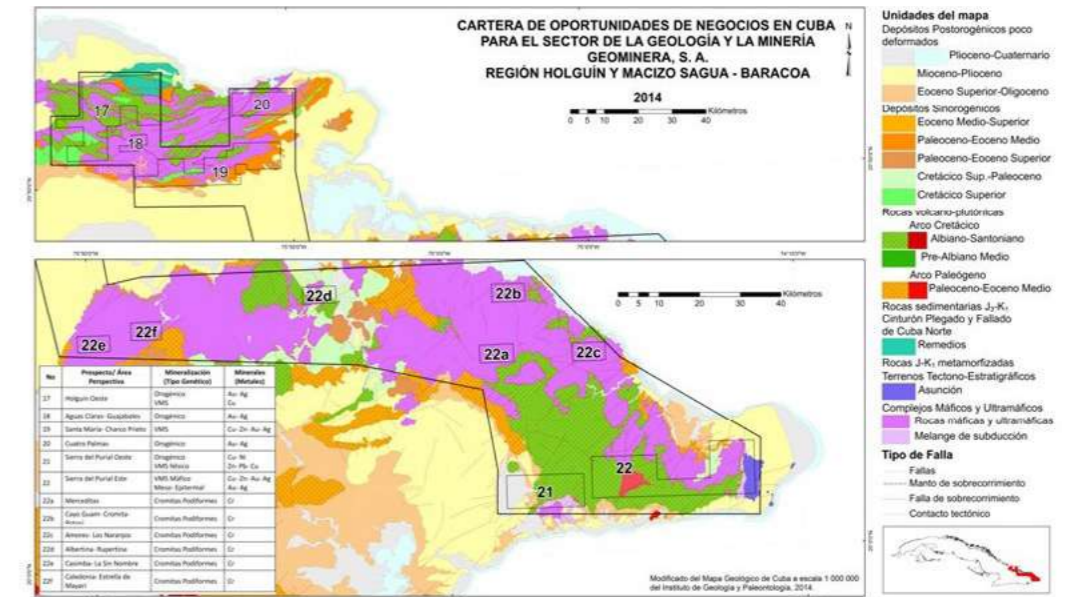 CARTERA DE OPORTUNIDADES DE NEGOCIOS EN CUBA
PARA EL SECTOR DE LA GEOLOGÍA Y LA MINERÍA
GEOMINERA, S. A.
REGIÓN HOLGUÍN Y MACIZO SAGUA - BARACOA
N
2014
Kilómetros
0 5 10 20 30 40
17
18
19
20
Kilómetros
0 5 10 20 30 40
22d
22b
22f
22e
22a
22c
22
21
No Prospecto/ Área Perspectiva Mineralización (Tipo Genético) Minerales (Metales)
17 Holguín Oeste Orogénico VMS Au- Ag Cu
18 Aguas Claras- Guajabales Orogénico Au- Ag
19 Santa María- Charco Prieto VMS Cu- Zn- Au- Ag
20 Cuatro Palmas Orogénico Au- Ag
21 Sierra del Purial Oeste Orogénico VMS Cu- Ni Zn- Pb- Cu
22 Sierra del Purial Este VMS Máfico Meso- Epitermal Cu- Zn- Au- Ag Au- Ag
22a Merceditas Cromitas Podiformes Cr
22b Cayo Guam- Cromita- Cromitas Podiformes Cr
22c Amores- Los Naranjos Cromitas Podiformes Cr
22d Albertina- Rupertina Cromitas Podiformes Cr
22e Casimba- La Sin Nombre Cromitas Podiformes Cr
22f Caledonia- Estrella de Mayarí Cromitas Podiformes Cr
Modificado del Mapa Geológico de Cuba a escala 1 000 000
del Instituto de Geología y Paleontología, 2014.
Unidades del mapa
Depósitos Postorogénicos poco
deformados
Plioceno-Cuaternario
Mioceno-Plioceno
Eoceno Superior-Oligoceno
Depósitos Sinorogénicos
Eoceno Medio-Superior
Paleoceno-Eoceno Medio
Paleoceno-Eoceno Superior
Cretácico Sup.-Paleoceno
Cretácico Superior
Rocas volcano-plutónicas
Arco Cretácico
Albiano-Santoniano
Pre-Albiano Medio
Arco Paleógeno
Paleoceno-Eoceno Medio
Rocas sedimentarias J₃-K₁
Cinturón Plegado y Fallado
de Cuba Norte
Remedios
Rocas J-K₁ metamorfizadas
Terrenos Tectono-Estratigráficos
Asunción
Complejos Máficos y Ultramáficos
Rocas máficas y ultramáficas
Melange de subducción
Tipo de Falla
Fallas
Manto de sobrecorrimiento
Falla de sobrecorrimiento
Contacto tectónico